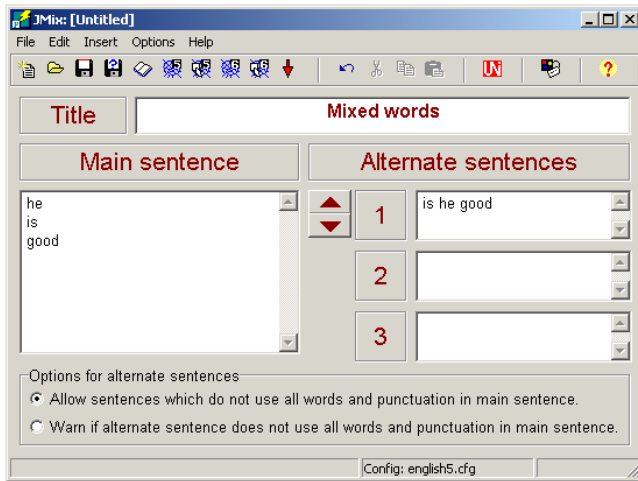 JMix: [Untitled]
File Edit Insert Options Help
Title
Mixed words
Main sentence
Alternate sentences
he
is
good
1
is he good
2
3
Options for alternate sentences
Allow sentences which do not use all words and punctuation in main sentence.
Warn if alternate sentence does not use all words and punctuation in main sentence.
Config: english5.cfg